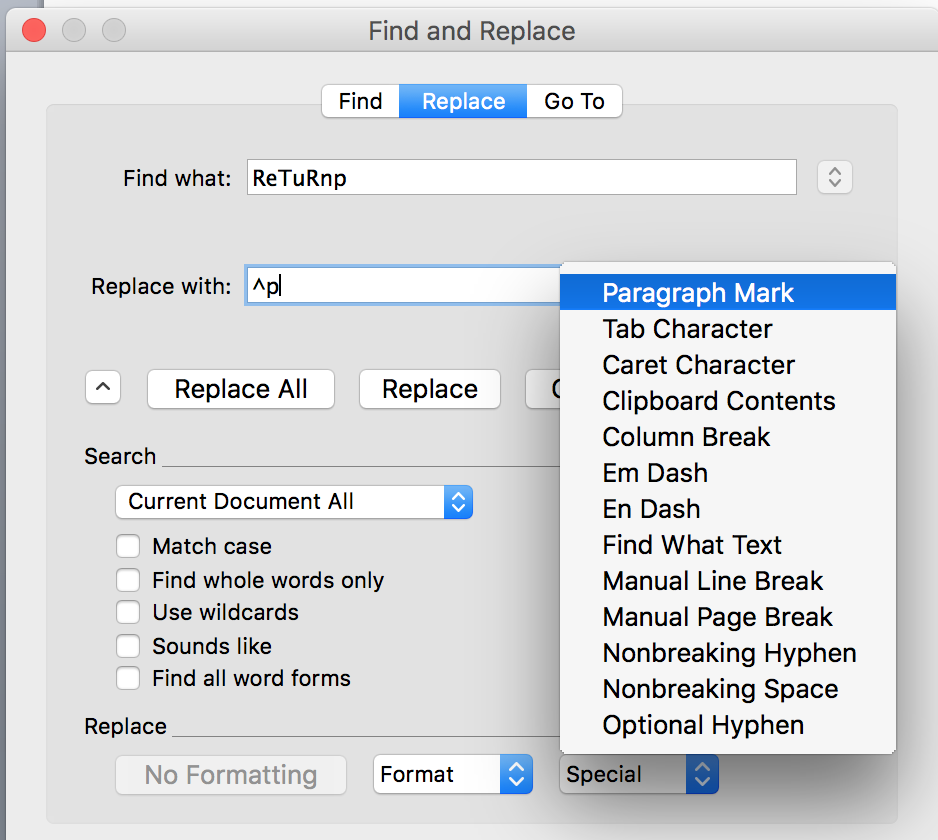 Find and Replace
Find Replace Go To
Find what: ReTuRnp
Replace with: ^p
Paragraph Mark
Tab Character
Caret Character
Clipboard Contents
Column Break
Em Dash
En Dash
Find What Text
Manual Line Break
Manual Page Break
Nonbreaking Hyphen
Nonbreaking Space
Optional Hyphen
Replace All Replace
Search
Current Document All
Match case
Find whole words only
Use wildcards
Sounds like
Find all word forms
Replace
No Formatting Format Special